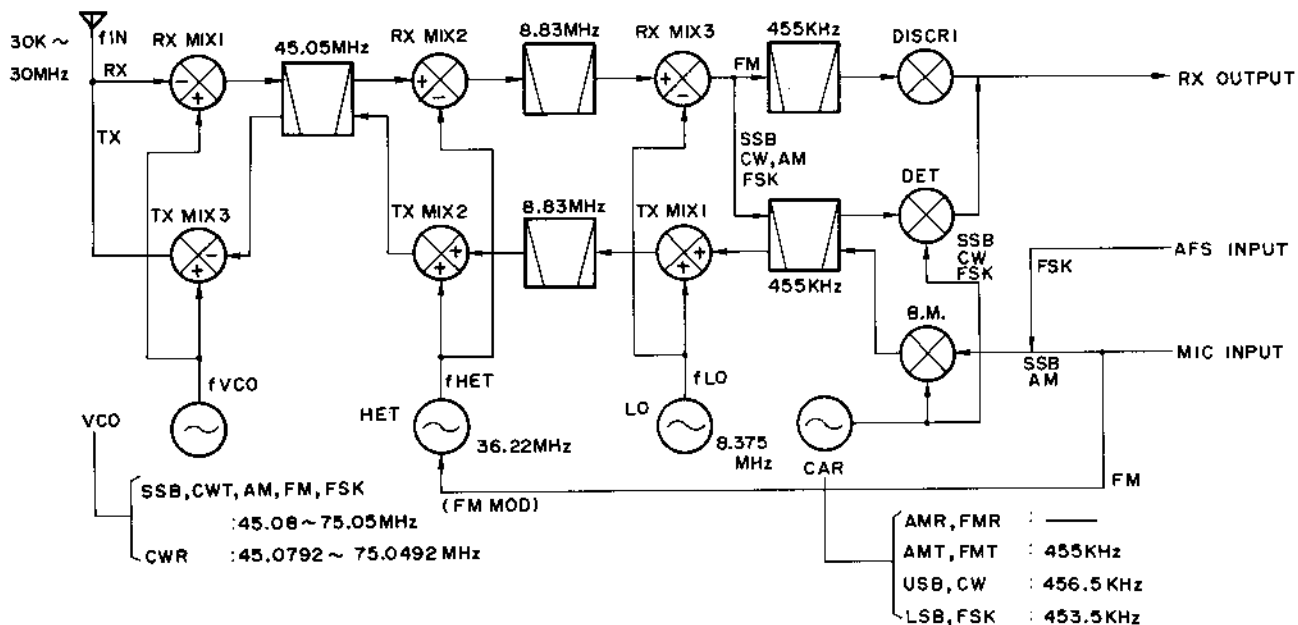 fIN
30K ~
30MHz
RX MIX1
RX
TX
45.05MHz
RX MIX2
8.83MHz
RX MIX3
455KHz
FM
DISCRI
RX OUTPUT
SSB
CW, AM
FSK
DET
TX MIX3
TX MIX2
8.83MHz
TX MIX1
455KHz
SSB
CW
FSK
AFS INPUT
FSK
B.M.
MIC INPUT
SSB
AM
fVCO
fHET
fLO
VCO
HET
36.22MHz
LO
8.375
MHz
CAR
FM
(FM MOD)
SSB, CWT, AM, FM, FSK
:45.08~75.05MHz
CWR :45.0792~ 75.0492 MHz
AMR, FMR : ——
AMT, FMT : 455KHz
USB, CW : 456.5KHz
LSB, FSK : 453.5KHz